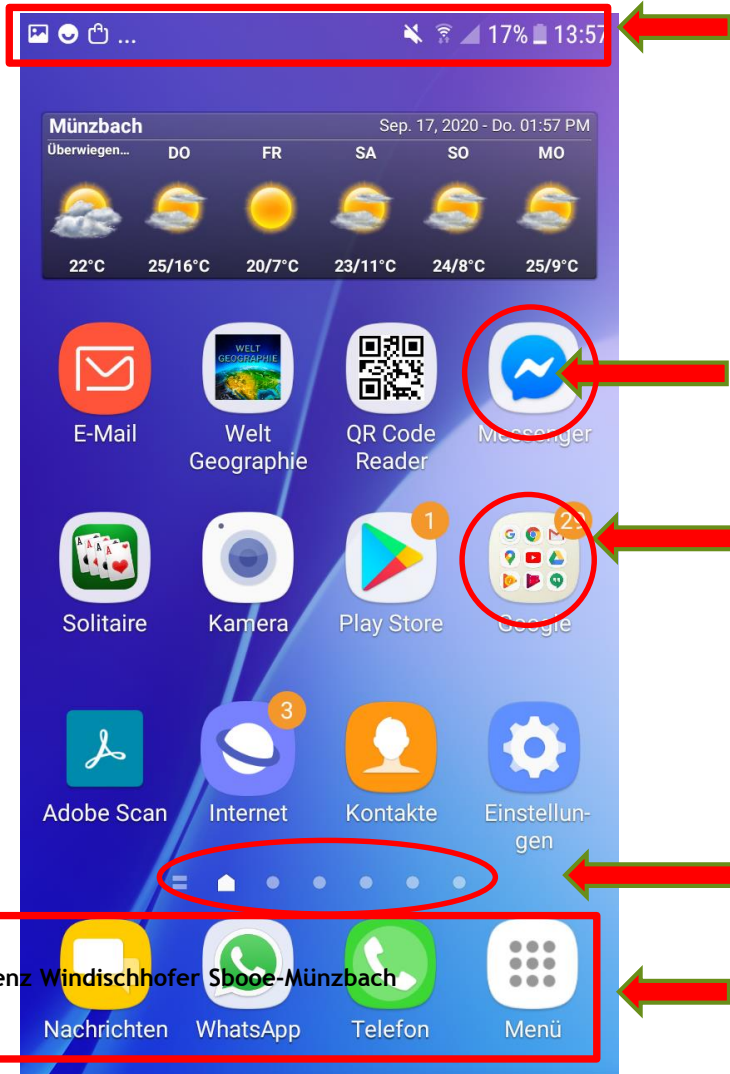 ... 17% 13:57
Münzbach Sep. 17, 2020 - Do. 01:57 PM
Überwiegen... DO FR SA SO MO
22°C 25/16°C 20/7°C 23/11°C 24/8°C 25/9°C
WELT
GEOGRAPHIE
E-Mail Welt QR Code Messenger
Geographie Reader
1 29
Solitaire Kamera Play Store Google
3
Adobe Scan Internet Kontakte Einstellun-
gen
enz Windischhofer Sbooe-Münzbach
Nachrichten WhatsApp Telefon Menü